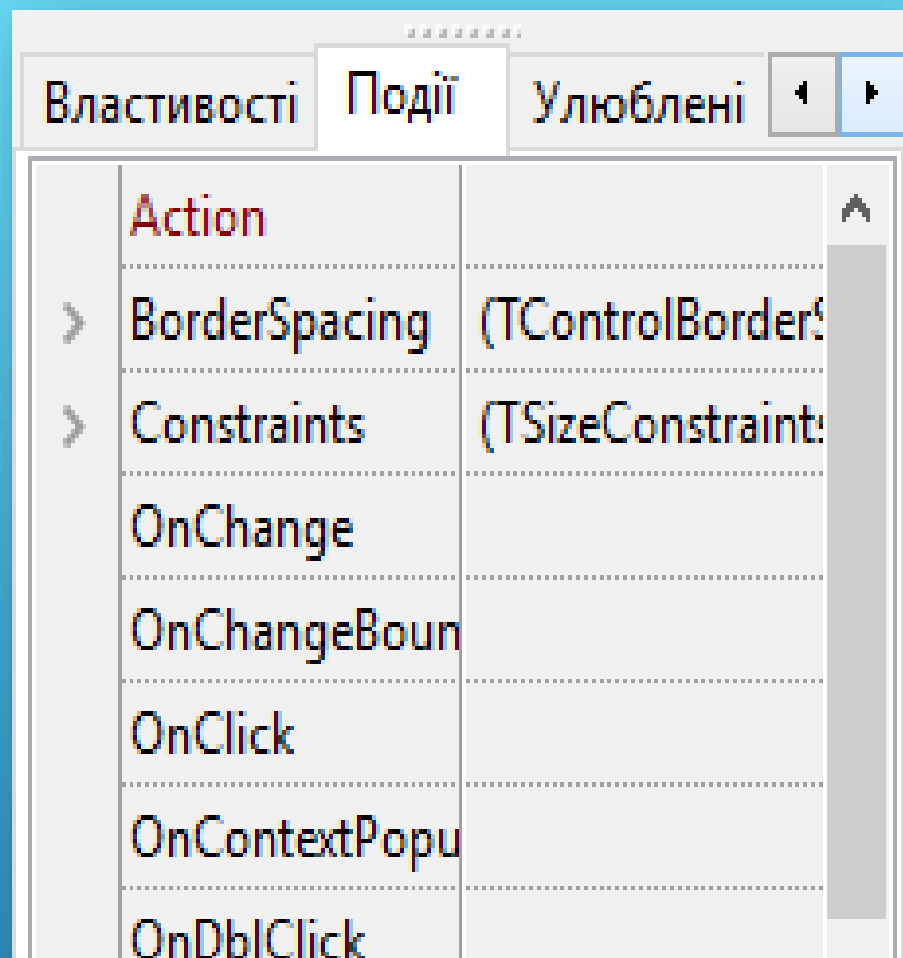 Властивості Події Улюблені
Action
BorderSpacing (TControlBorderS
Constraints (TSizeConstraints
OnChange
OnChangeBoun
OnClick
OnContextPopu
OnDblClick